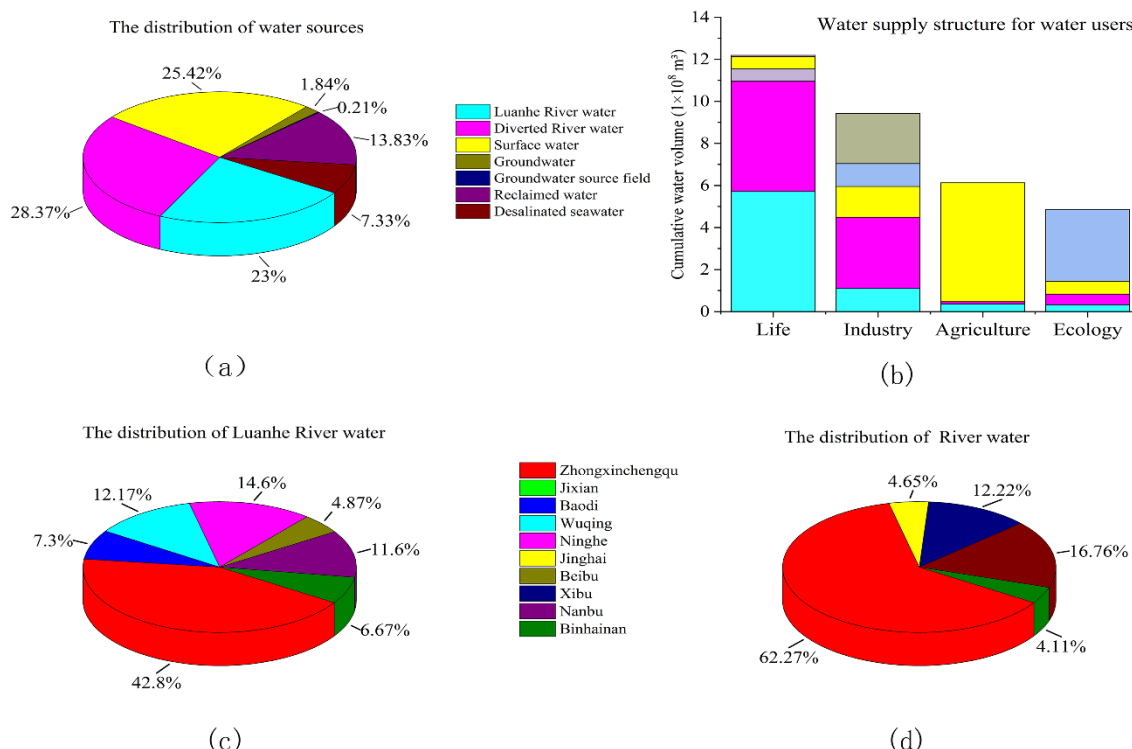 The distribution of water sources
25.42%
1.84%
0.21%
13.83%
7.33%
23%
28.37%
Luanhe River water
Diverted River water
Surface water
Groundwater
Groundwater source field
Reclaimed water
Desalinated seawater
(a)
Water supply structure for water users
Cumulative water volume (1×10⁸ m³)
14
12
10
8
6
4
2
0
Life
Industry
Agriculture
Ecology
(b)
The distribution of Luanhe River water
14.6%
12.17%
4.87%
7.3%
11.6%
6.67%
42.8%
(c)
Zhongxinchengqu
Jixian
Baodi
Wuqing
Ninghe
Jinghai
Beibu
Xibu
Nanbu
Binhainan
The distribution of River water
4.65%
12.22%
16.76%
4.11%
62.27%
(d)